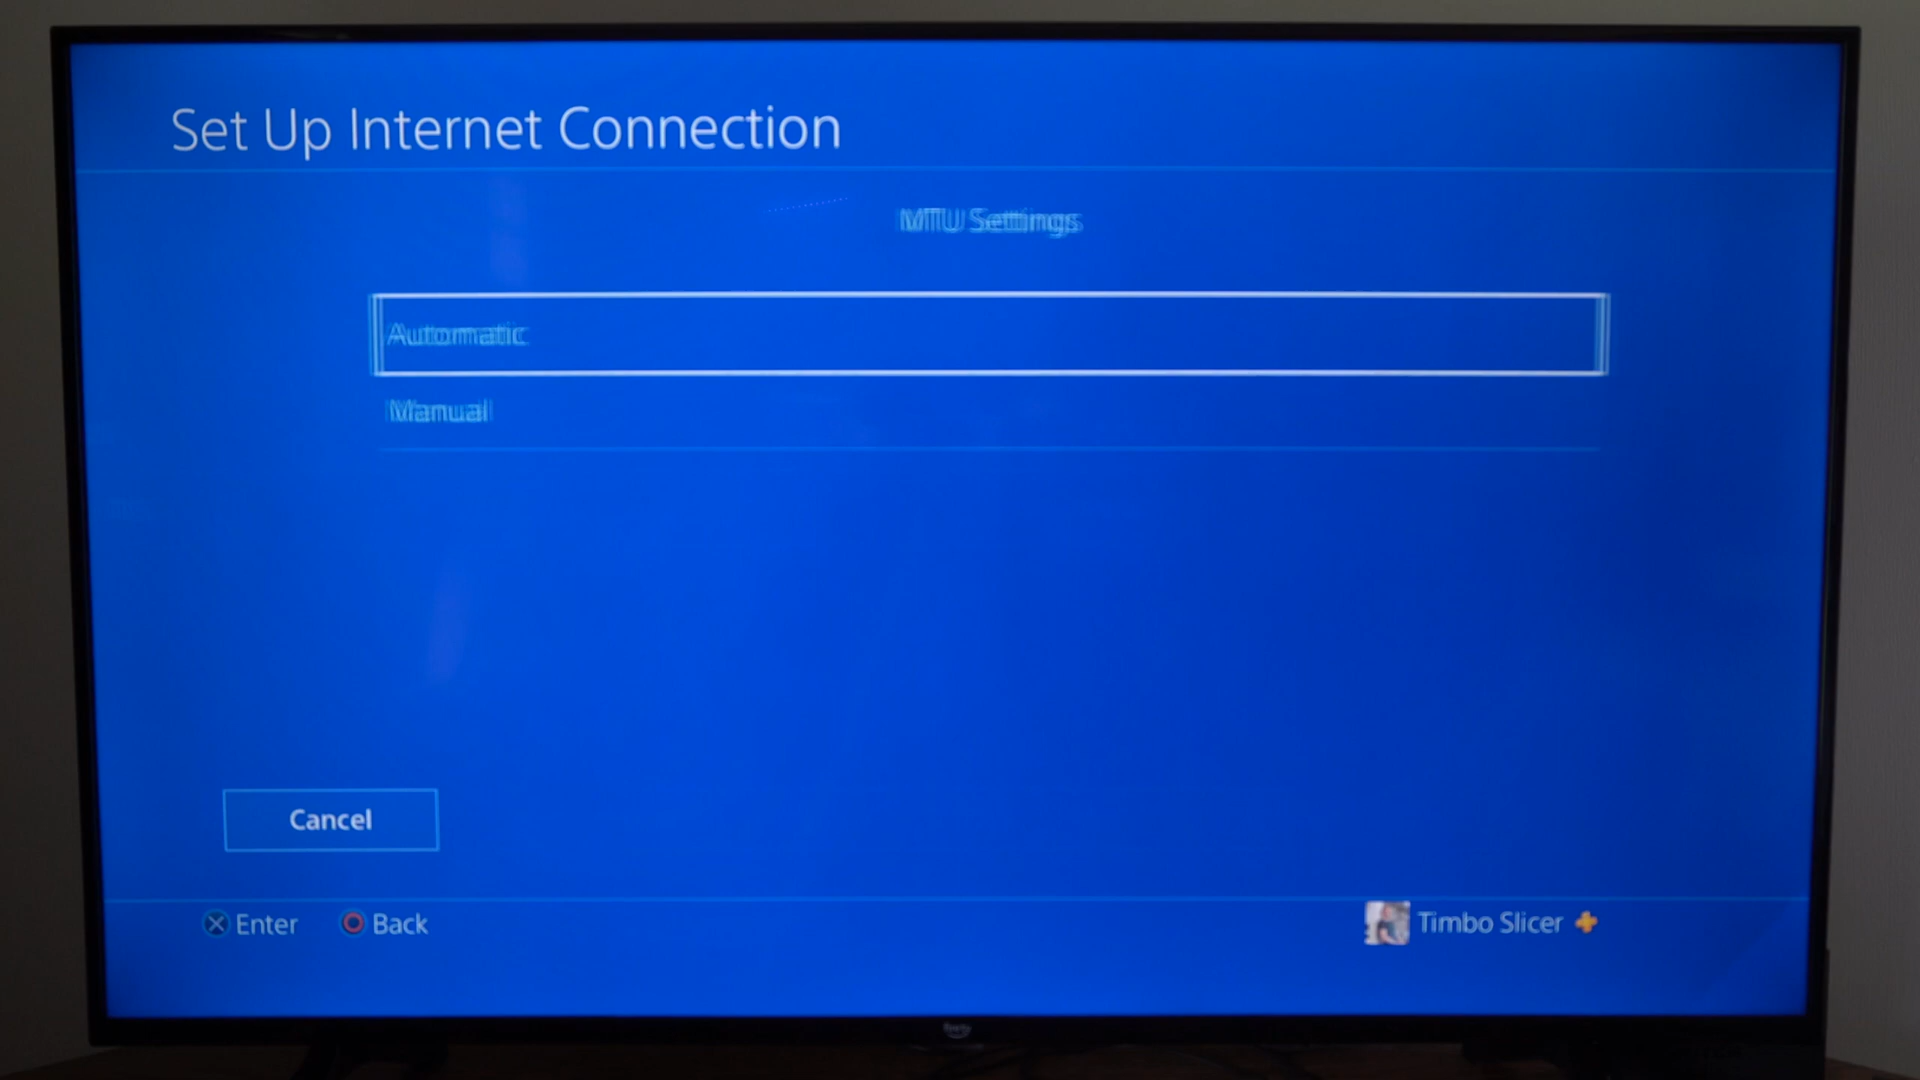 Set Up Internet Connection
MTU Settings
Automatic
Manual
Cancel
Enter
Back
Timbo Slicer